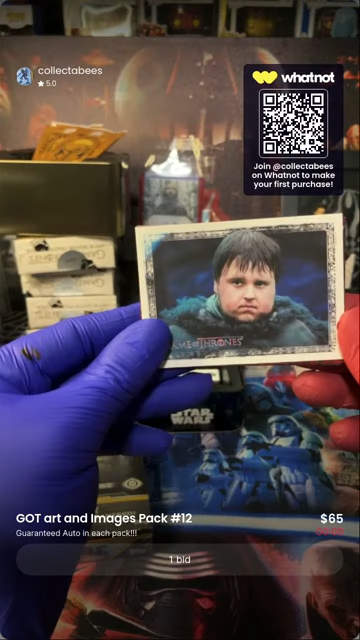 collectabees
★ 5.0
whatnot
Join @collectabees
on Whatnot to make
your first purchase!
GAME OF THRONES
STAR
WARS
GOT art and Images Pack #12
$65
Guaranteed Auto in each pack!!!
1 bid